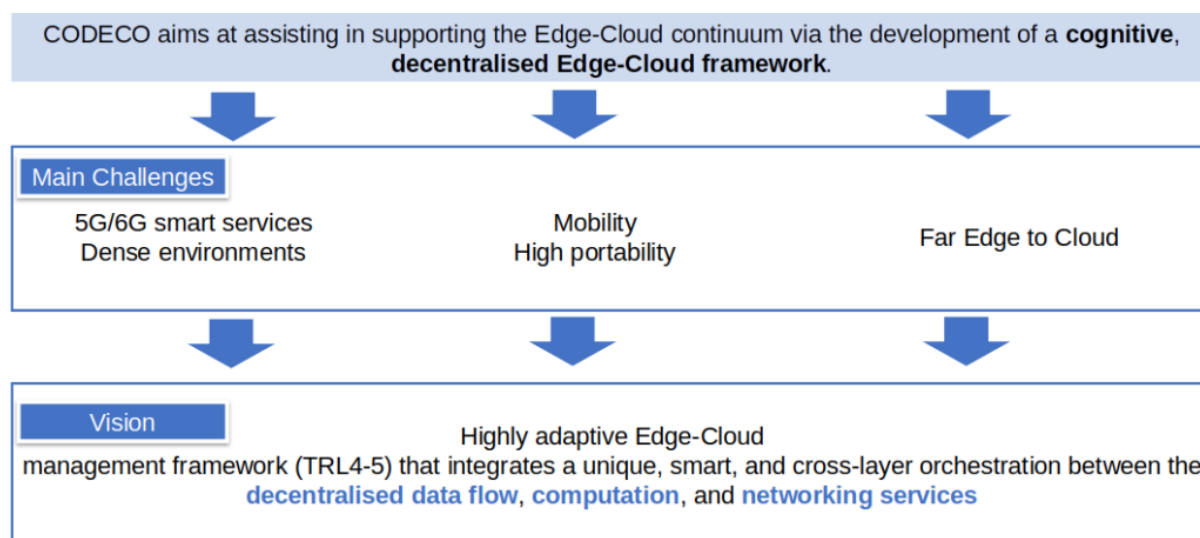 CODECO aims at assisting in supporting the Edge-Cloud continuum via the development of a cognitive,
decentralised Edge-Cloud framework.
Main Challenges
5G/6G smart services
Dense environments
Mobility
High portability
Far Edge to Cloud
Vision
Highly adaptive Edge-Cloud
management framework (TRL4-5) that integrates a unique, smart, and cross-layer orchestration between the
decentralised data flow, computation, and networking services